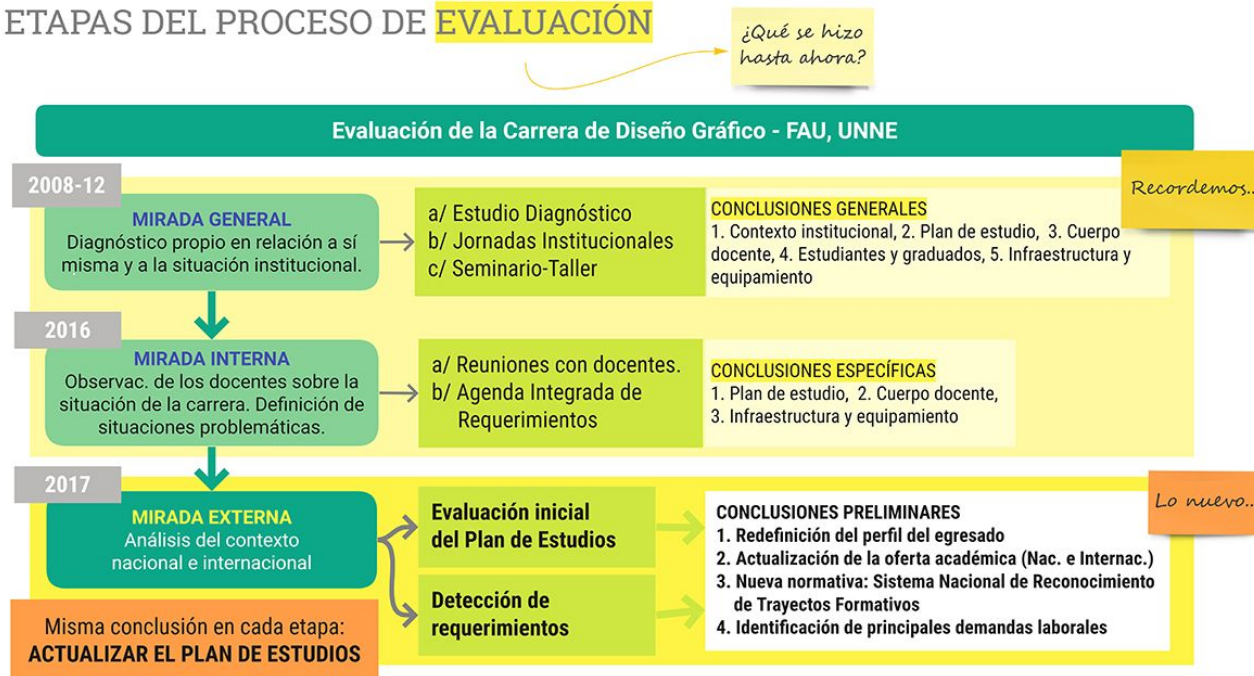 ETAPAS DEL PROCESO DE EVALUACIÓN
¿Qué se hizo
hasta ahora?
Evaluación de la Carrera de Diseño Gráfico - FAU, UNNE
Recordemos..
2008-12
MIRADA GENERAL
Diagnóstico propio en relación a sí
misma y a la situación institucional.
a/ Estudio Diagnóstico
b/ Jornadas Institucionales
c/ Seminario-Taller
CONCLUSIONES GENERALES
1. Contexto institucional, 2. Plan de estudio, 3. Cuerpo
docente, 4. Estudiantes y graduados, 5. Infraestructura y
equipamiento
2016
MIRADA INTERNA
Observac. de los docentes sobre la
situación de la carrera. Definición de
situaciones problemáticas.
a/ Reuniones con docentes.
b/ Agenda Integrada de
Requerimientos
CONCLUSIONES ESPECÍFICAS
1. Plan de estudio, 2. Cuerpo docente,
3. Infraestructura y equipamiento
Lo nuevo..
2017
MIRADA EXTERNA
Análisis del contexto
nacional e internacional
Evaluación inicial
del Plan de Estudios
Detección de
requerimientos
CONCLUSIONES PRELIMINARES
1. Redefinición del perfil del egresado
2. Actualización de la oferta académica (Nac. e Internac.)
3. Nueva normativa: Sistema Nacional de Reconocimiento
de Trayectos Formativos
4. Identificación de principales demandas laborales
Misma conclusión en cada etapa:
ACTUALIZAR EL PLAN DE ESTUDIOS